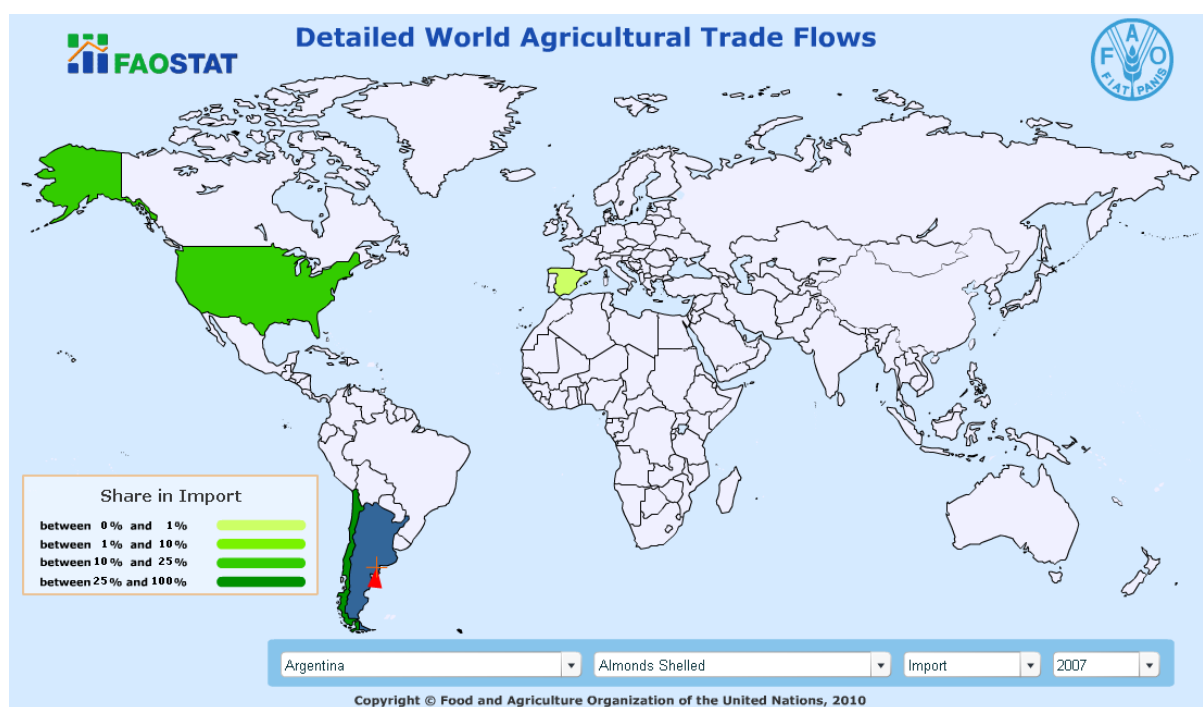 Detailed World Agricultural Trade Flows
FAOSTAT
F A O
FIAT PANIS
Share in Import
between 0% and 1%
between 1% and 10%
between 10% and 25%
between 25% and 100%
Argentina
Almonds Shelled
Import
2007
Copyright © Food and Agriculture Organization of the United Nations, 2010